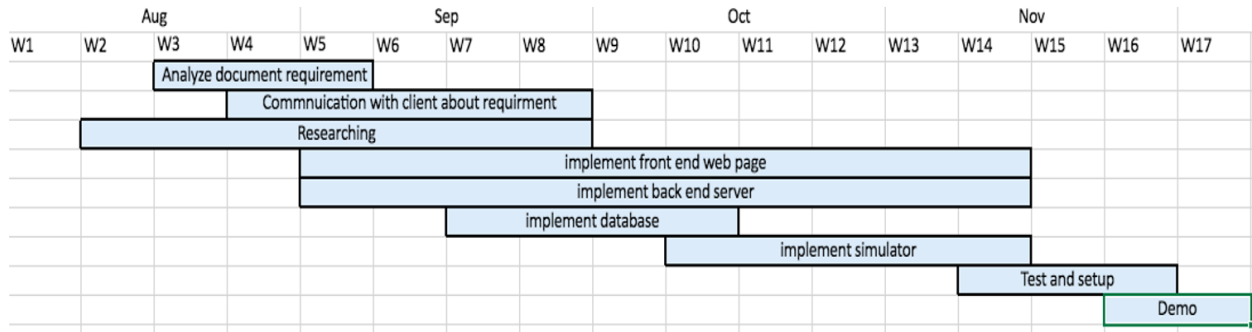 Aug Sep Oct Nov
W1 W2 W3 W4 W5 W6 W7 W8 W9 W10 W11 W12 W13 W14 W15 W16 W17
Analyze document requirement
Commnuication with client about requirment
Researching
implement front end web page
implement back end server
implement database
implement simulator
Test and setup
Demo